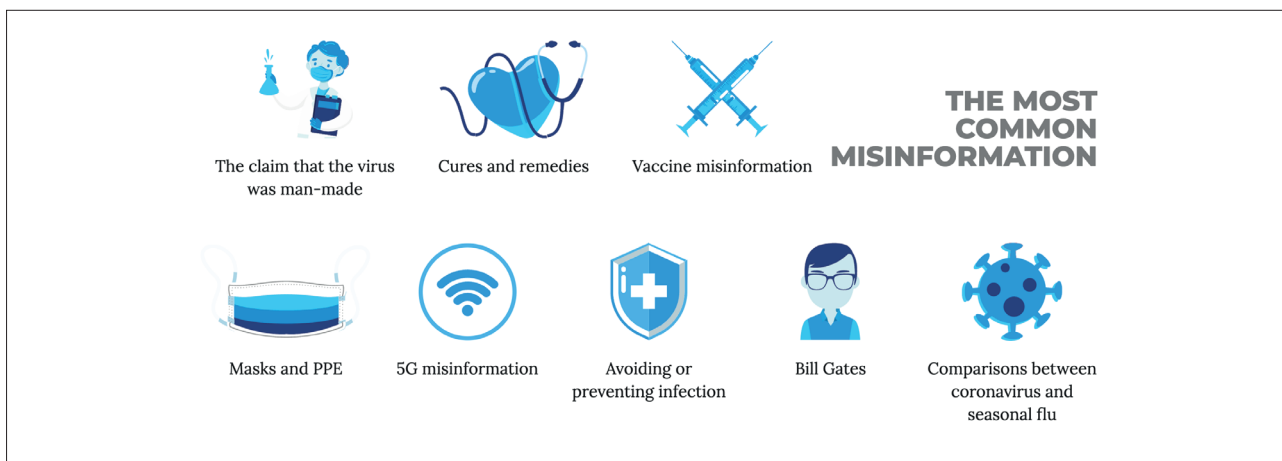 THE MOST
COMMON
MISINFORMATION
The claim that the virus
was man-made
Cures and remedies
Vaccine misinformation
Masks and PPE
5G misinformation
Avoiding or
preventing infection
Bill Gates
Comparisons between
coronavirus and
seasonal flu